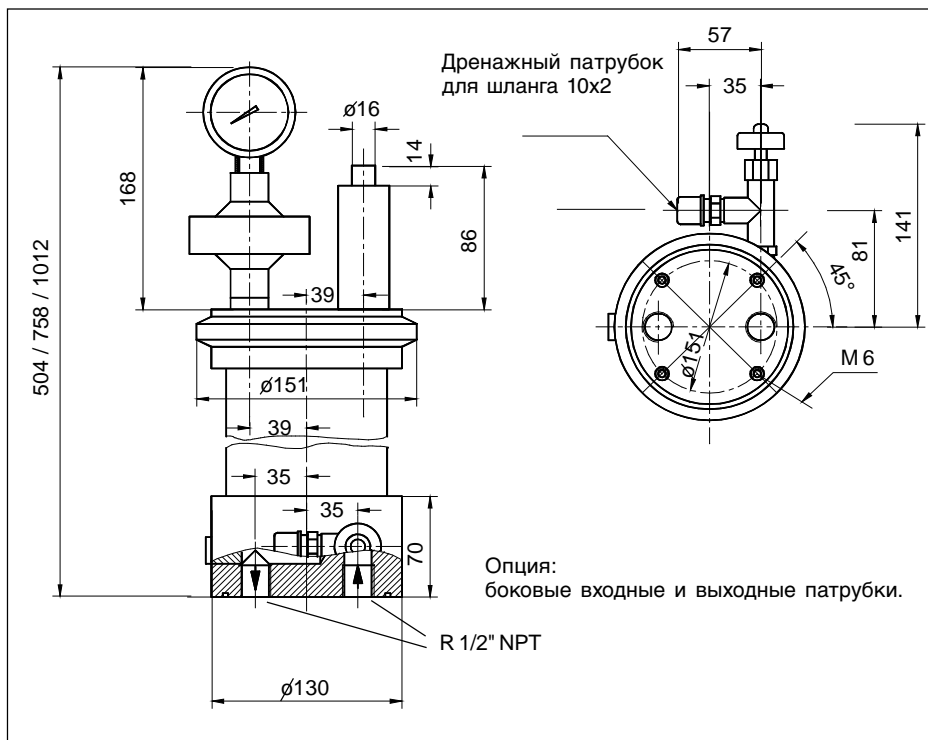 57
Дренажный патрубок
для шланга 10x2
35
ø16
14
168
86
141
81
45°
39
504 / 758 / 1012
ø151
ø151
M 6
39
35
35
70
Опция:
боковые входные и выходные патрубки.
R 1/2" NPT
ø130